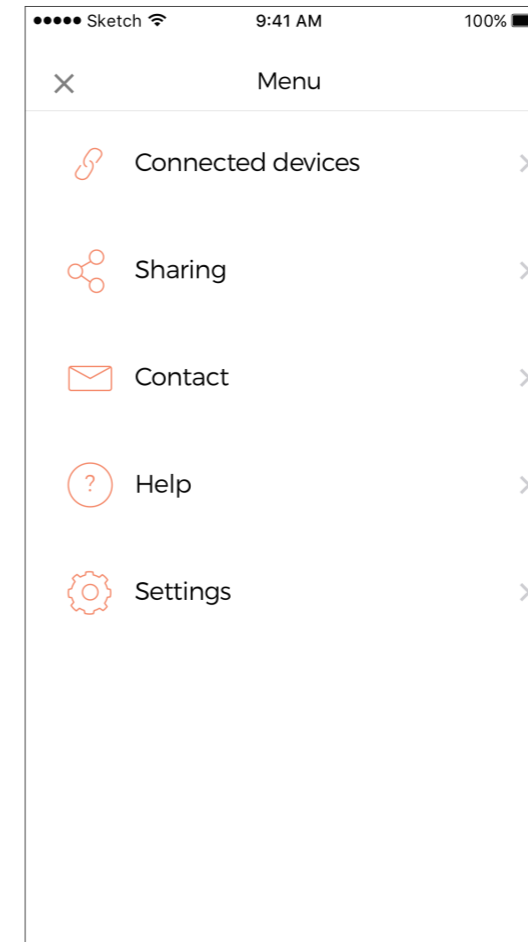 Sketch 9:41 AM 100%
Menu
Connected devices
Sharing
Contact
? Help
Settings